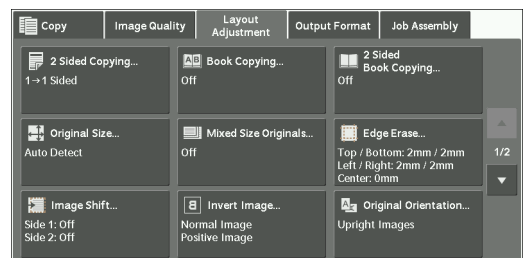 Copy
Image Quality
Layout
Adjustment
Output Format
Job Assembly
2 Sided Copying...
1→1 Sided
AB Book Copying...
Off
2 Sided
Book Copying...
Off
Original Size...
Auto Detect
Mixed Size Originals...
Off
Edge Erase...
Top / Bottom: 2mm / 2mm
Left / Right: 2mm / 2mm
Center: 0mm
1/2
Image Shift...
Side 1: Off
Side 2: Off
Invert Image...
Normal Image
Positive Image
A Original Orientation...
Upright Images